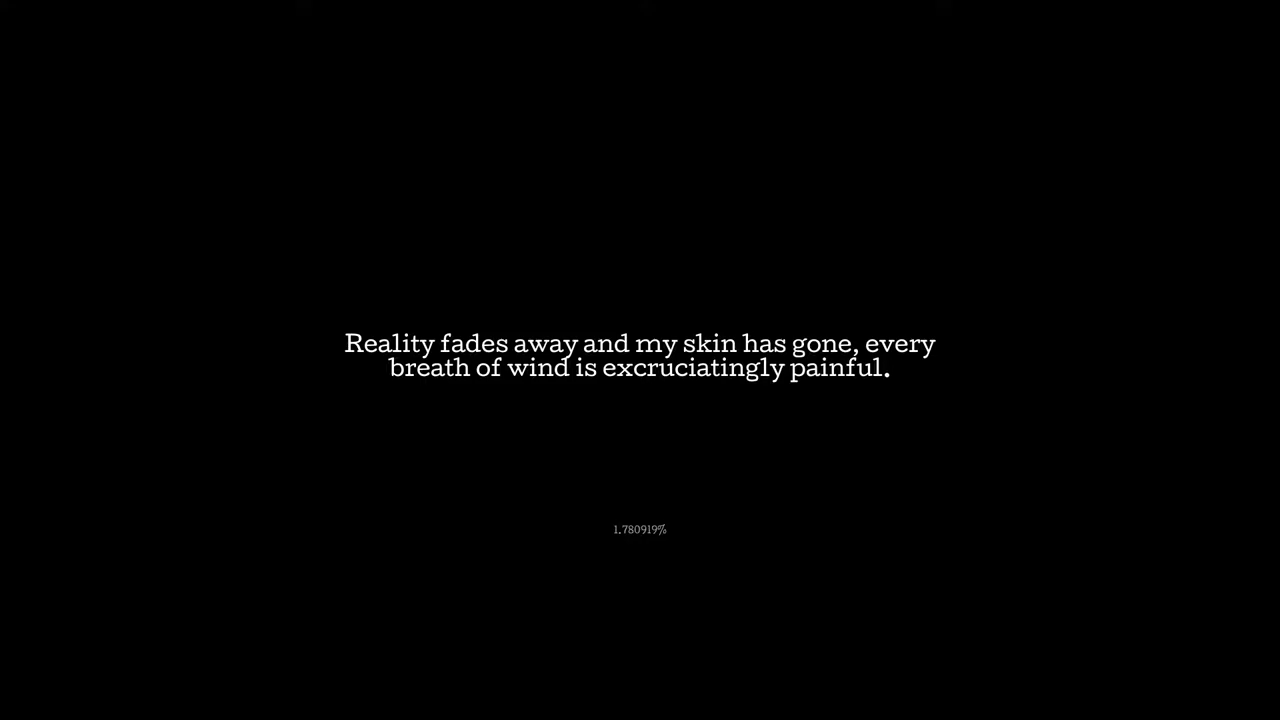 Reality fades away and my skin has gone, every
breath of wind is excruciatingly painful.
1.780919%